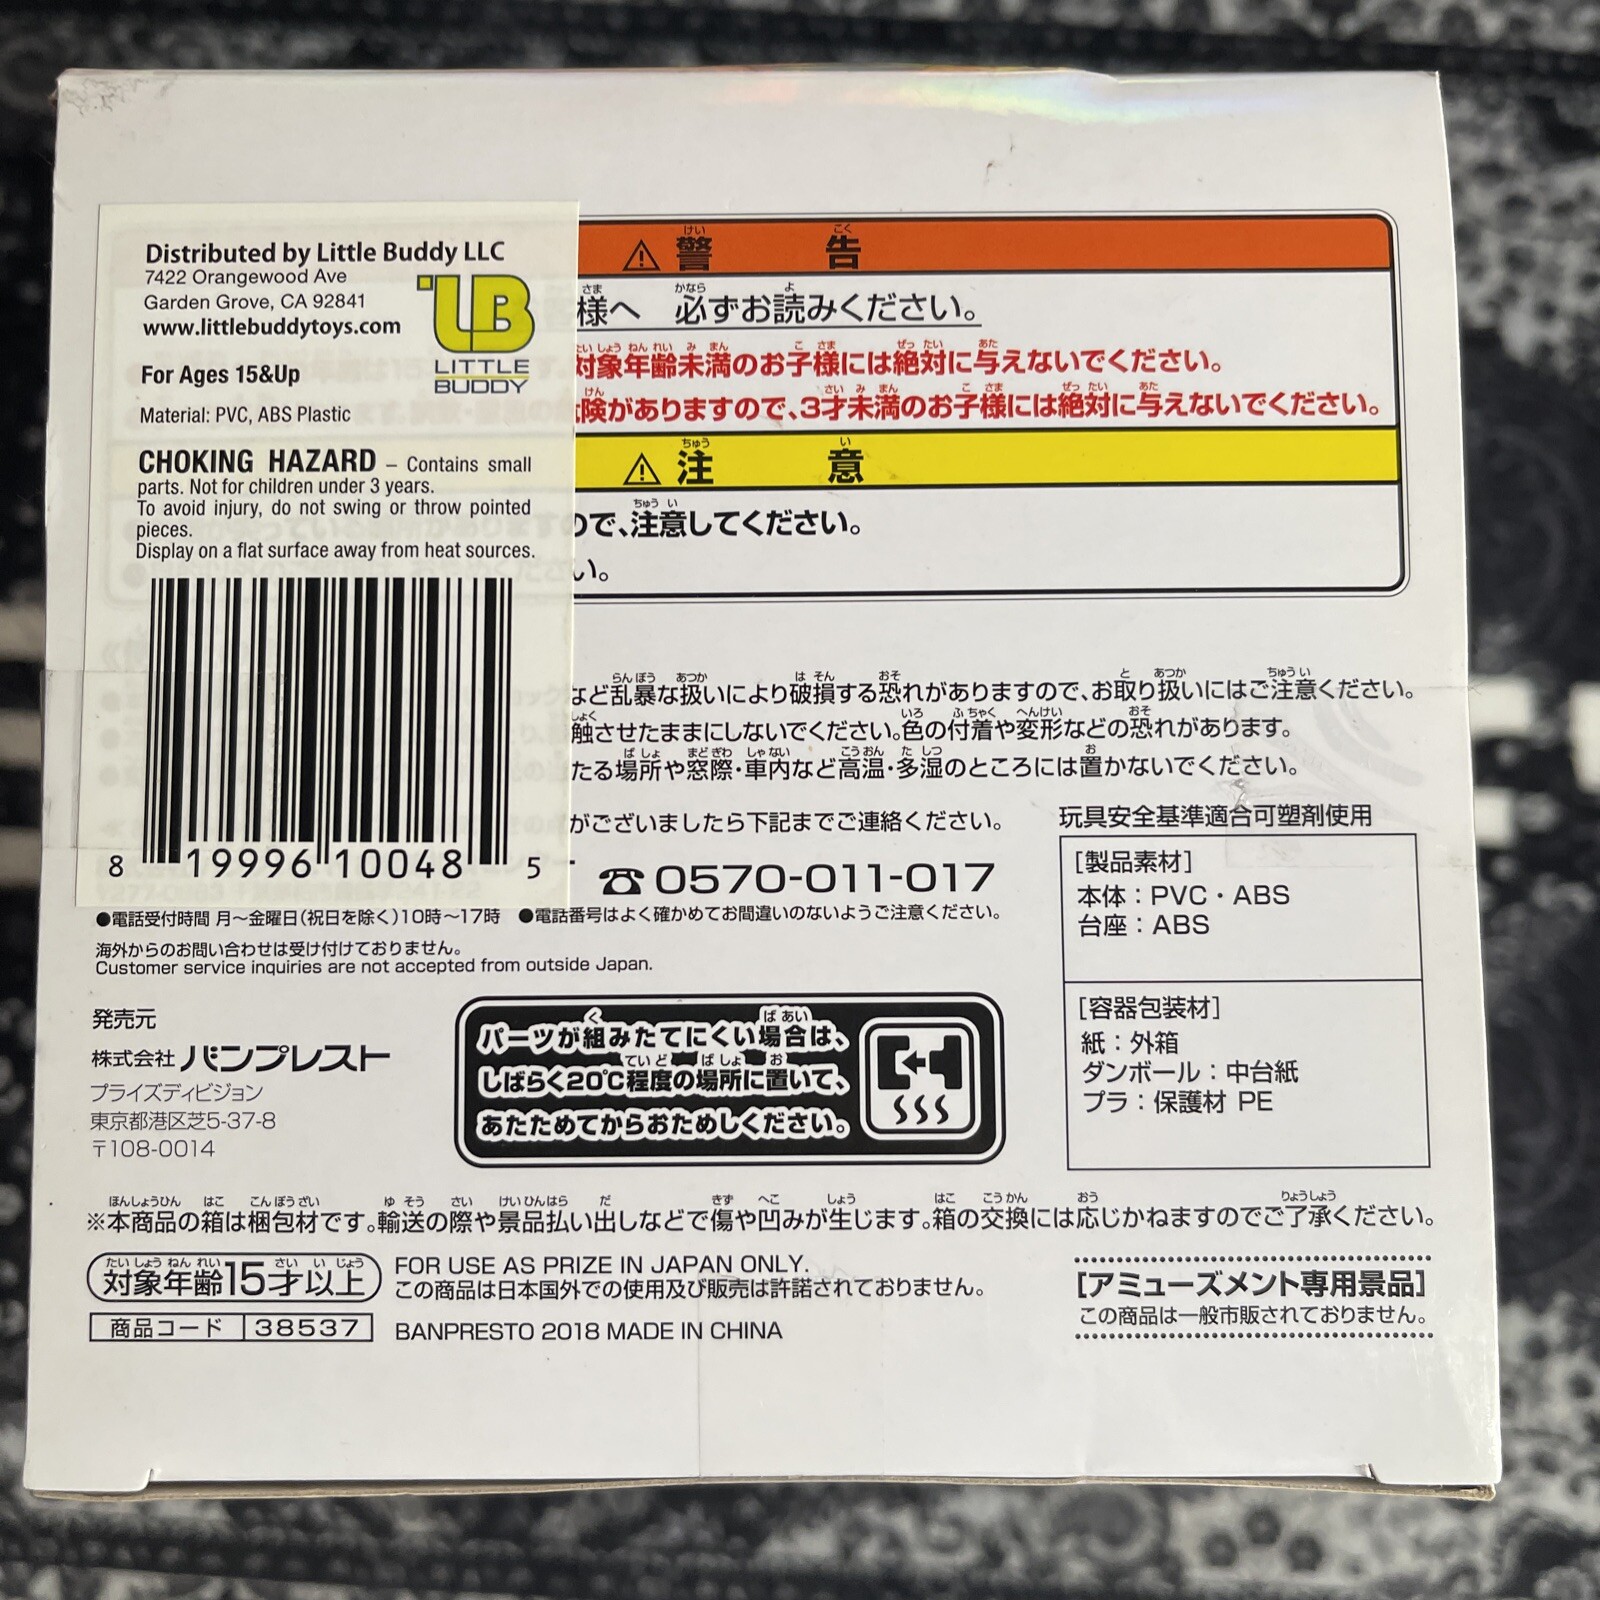 Distributed by Little Buddy LLC
7422 Orangewood Ave
Garden Grove, CA 92841
www.littlebuddytoys.com
LB
LITTLE
BUDDY
For Ages 15&Up
Material: PVC, ABS Plastic
CHOKING HAZARD – Contains small
parts. Not for children under 3 years.
To avoid injury, do not swing or throw pointed
pieces.
Display on a flat surface away from heat sources.
8 19996 10048 5
警告
様へ 必ずお読みください。
対象年齢未満のお子様には絶対に与えないでください。
険がありますので、3才未満のお子様には絶対に与えないでください。
注意
ので、注意してください。
い。
など乱暴な扱いにより破損する恐れがありますので、お取り扱いにはご注意ください。
触させたままにしないでください。色の付着や変形などの恐れがあります。
たる場所や窓際・車内など高温・多湿のところには置かないでください。
がございましたら下記までご連絡ください。
☎0570-011-017
●電話受付時間 月〜金曜日(祝日を除く)10時〜17時 ●電話番号はよく確かめてお間違いのないようご注意ください。
海外からのお問い合わせは受け付けておりません。
Customer service inquiries are not accepted from outside Japan.
玩具安全基準適合可塑剤使用
[製品素材]
本体：PVC・ABS
台座：ABS
[容器包装材]
紙：外箱
ダンボール：中台紙
プラ：保護材 PE
発売元
株式会社 バンプレスト
プライズディビジョン
東京都港区芝5-37-8
〒108-0014
パーツが組みたてにくい場合は、
しばらく20℃程度の場所に置いて、
あたためてからおためしください。
※本商品の箱は梱包材です。輸送の際や景品払い出しなどで傷や凹みが生じます。箱の交換には応じかねますのでご了承ください。
対象年齢15才以上
FOR USE AS PRIZE IN JAPAN ONLY.
この商品は日本国外での使用及び販売は許諾されておりません。
商品コード 38537
BANPRESTO 2018 MADE IN CHINA
[アミューズメント専用景品]
この商品は一般市販されておりません。